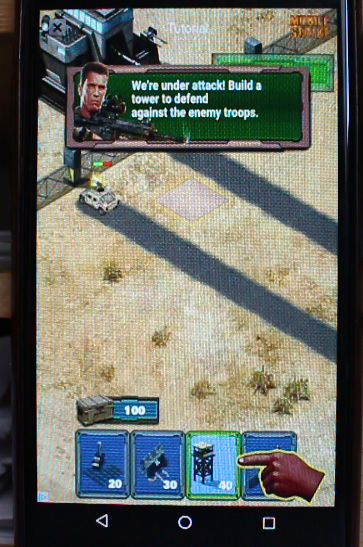 Tutorial
MOBILE
STRIKE
We're under attack! Build a
tower to defend
against the enemy troops.
100
20
30
40